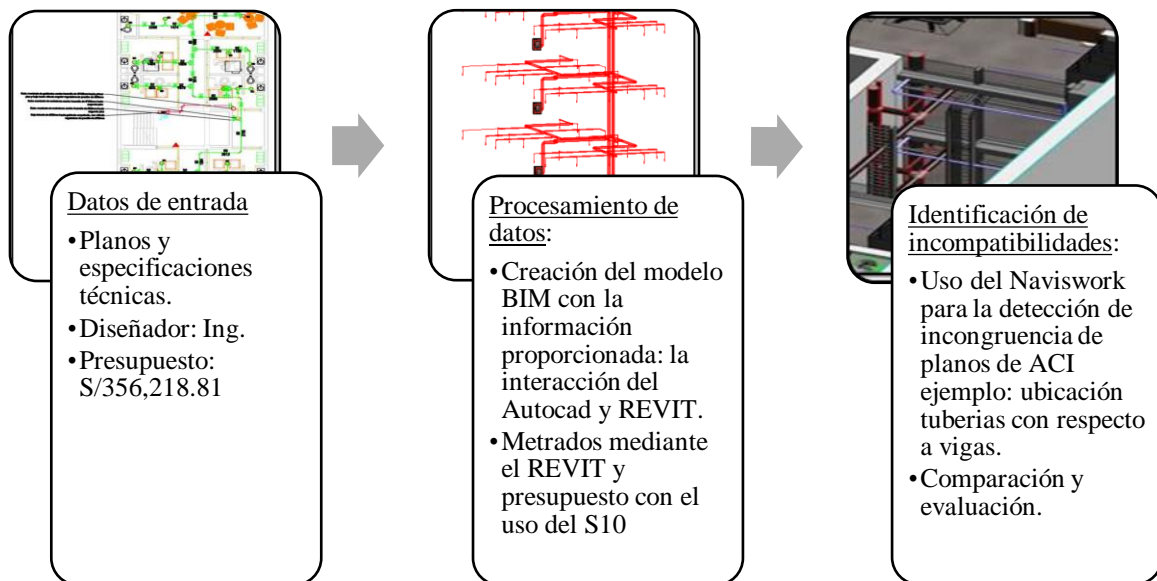 Datos de entrada
•Planos y
especificaciones
técnicas.
•Diseñador: Ing.
•Presupuesto:
S/356,218.81
Procesamiento de
datos:
•Creación del modelo
BIM con la
información
proporcionada: la
interacción del
Autocad y REVIT.
•Metrados mediante
el REVIT y
presupuesto con el
uso del S10
Identificación de
incompatibilidades:
•Uso del Naviswork
para la detección de
incongruencia de
planos de ACI
ejemplo: ubicación
tuberias con respecto
a vigas.
•Comparación y
evaluación.